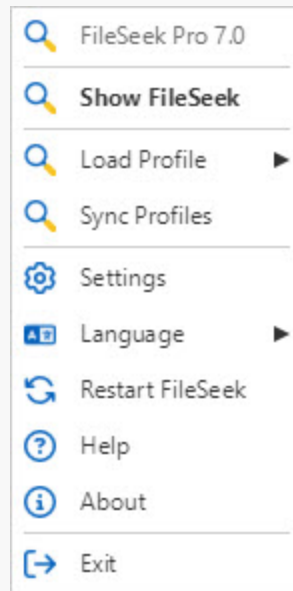 FileSeek Pro 7.0
Show FileSeek
Load Profile
Sync Profiles
Settings
Language
Restart FileSeek
Help
About
Exit